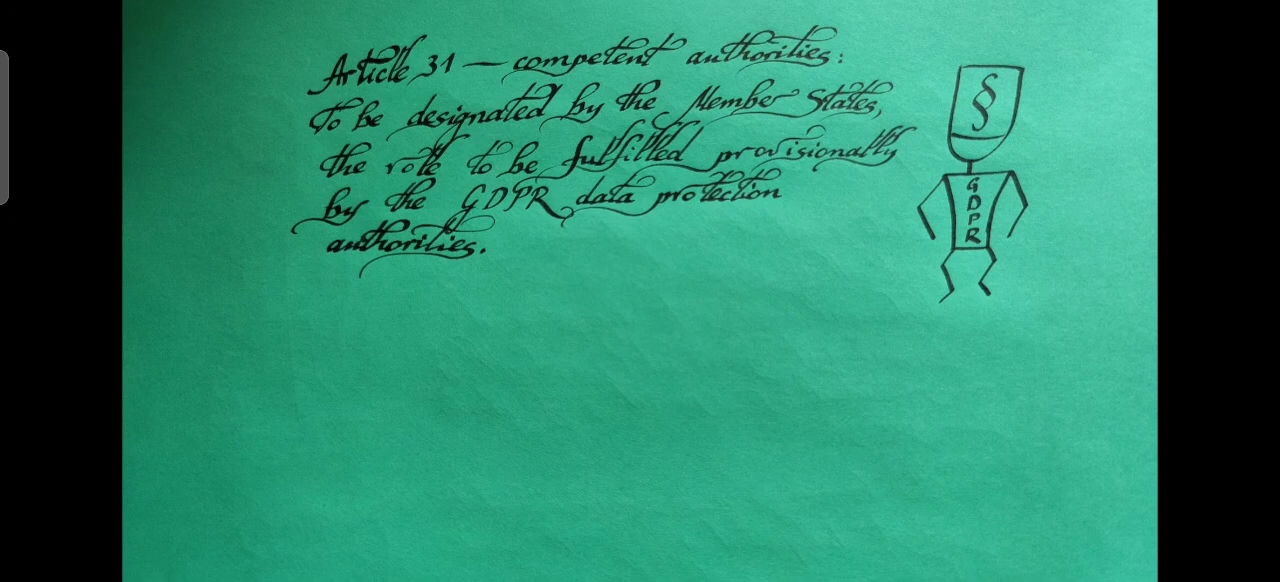 Article 31 — competent authorities:
To be designated by the Member States,
the role to be fulfilled provisionally
by the GDPR data protection
authorities.
§
GDPR